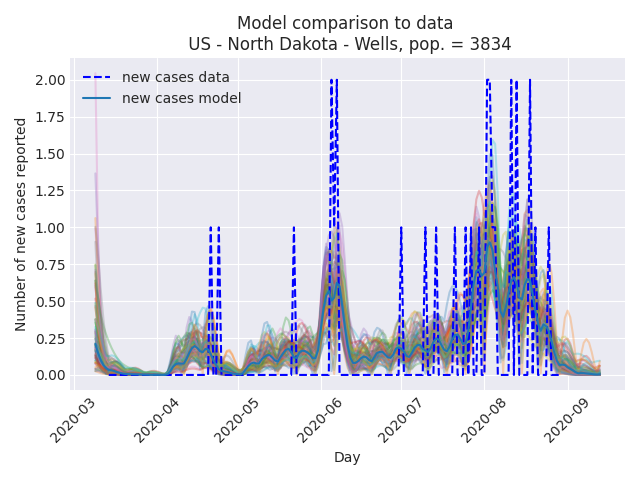 Model comparison to data
US - North Dakota - Wells, pop. = 3834
new cases data
new cases model
Number of new cases reported
2.00
1.75
1.50
1.25
1.00
0.75
0.50
0.25
0.00
2020-03
2020-04
2020-05
2020-06
2020-07
2020-08
2020-09
Day